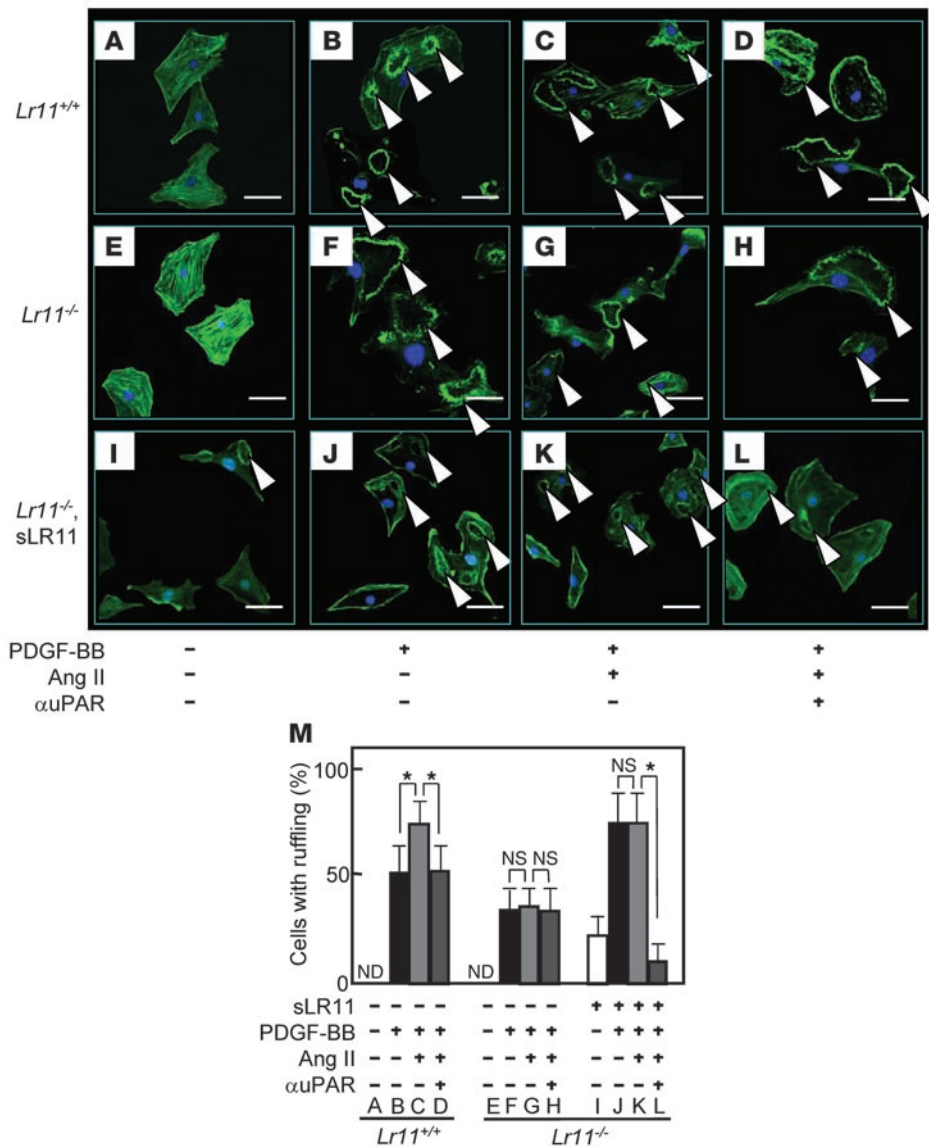 A B C D
Lr11+/+
E F G H
Lr11-/-
I J K L
Lr11-/-,
sLR11
PDGF-BB – + + +
Ang II – – + +
αuPAR – – – +
M
100
50
0
Cells with ruffling (%)
* *
NS NS
NS *
ND ND
sLR11 – – – – – – – – + + + +
PDGF-BB – + + + – + + + – + + +
Ang II – – + + – – + + – – + +
αuPAR – – – + – – – + – – – +
A B C D E F G H I J K L
Lr11+/+ Lr11-/-